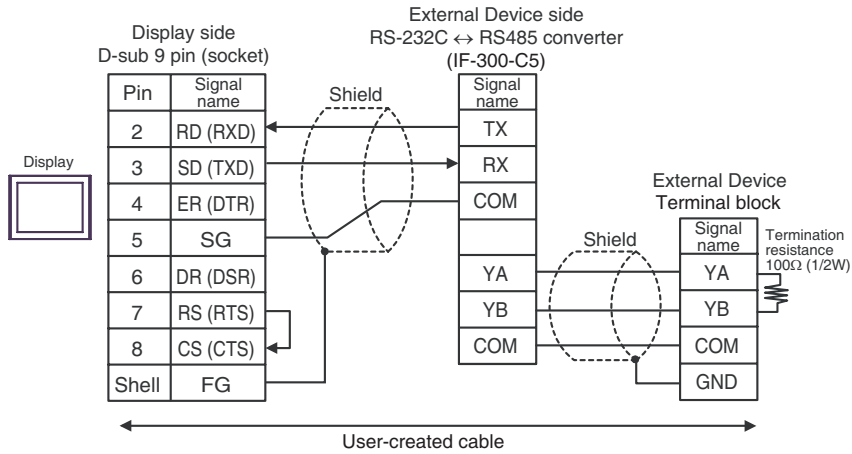 Display side
D-sub 9 pin (socket)
External Device side
RS-232C ↔ RS485 converter
(IF-300-C5)
Pin
Signal
name
2
RD (RXD)
3
SD (TXD)
4
ER (DTR)
5
SG
6
DR (DSR)
7
RS (RTS)
8
CS (CTS)
Shell
FG
Display
Shield
Signal
name
TX
RX
COM
YA
YB
COM
Shield
External Device
Terminal block
Signal
name
YA
YB
COM
GND
Termination
resistance
100Ω (1/2W)
User-created cable